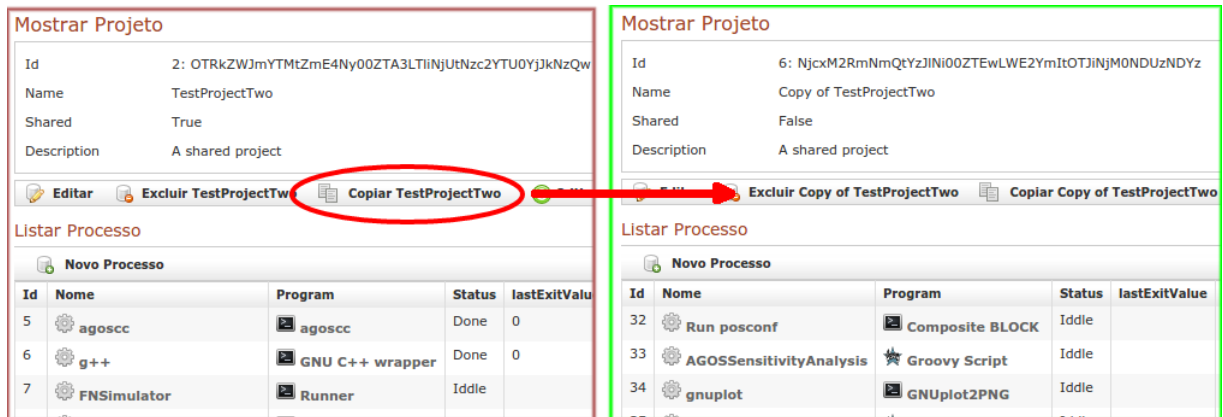 Mostrar Projeto
Id 2: OTRkZWJmYTMtZmE4Ny00ZTA3LTliNjUtNzc2YTU0YjJkNzQw
Name TestProjectTwo
Shared True
Description A shared project
Editar Excluir TestProjectTwo Copiar TestProjectTwo
Listar Processo
Novo Processo
Id Nome Program Status lastExitValu
5 agoscc agoscc Done 0
6 g++ GNU C++ wrapper Done 0
7 FNSimulator Runner Iddle
Mostrar Projeto
Id 6: NjcxM2RmNmQtYzJlNi00ZTEwLWE2YmItOTJiNjM0NDUzNDYz
Name Copy of TestProjectTwo
Shared False
Description A shared project
Excluir Copy of TestProjectTwo Copiar Copy of TestProjectTwo
Listar Processo
Novo Processo
Id Nome Program Status lastExitValue
32 Run posconf Composite BLOCK Iddle
33 AGOSSensitivityAnalysis Groovy Script Iddle
34 gnuplot GNUplot2PNG Iddle